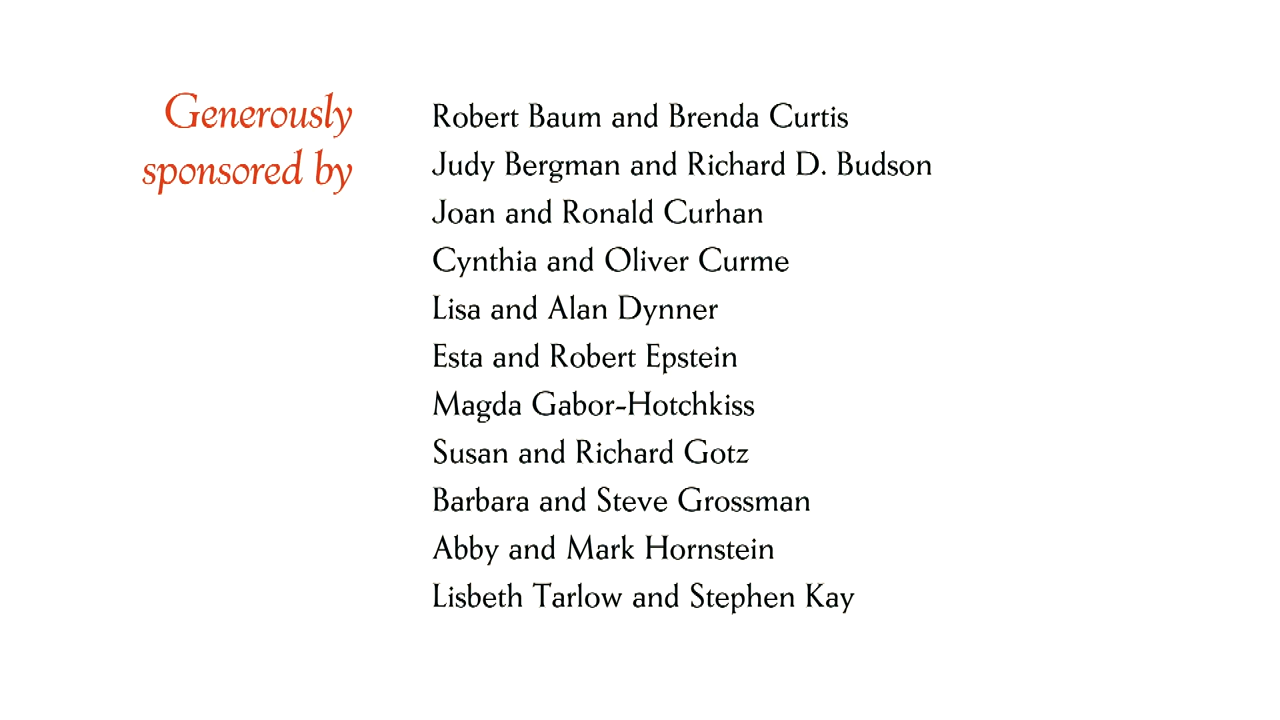 Generously
sponsored by
Robert Baum and Brenda Curtis
Judy Bergman and Richard D. Budson
Joan and Ronald Curhan
Cynthia and Oliver Curme
Lisa and Alan Dynner
Esta and Robert Epstein
Magda Gabor-Hotchkiss
Susan and Richard Gotz
Barbara and Steve Grossman
Abby and Mark Hornstein
Lisbeth Tarlow and Stephen Kay